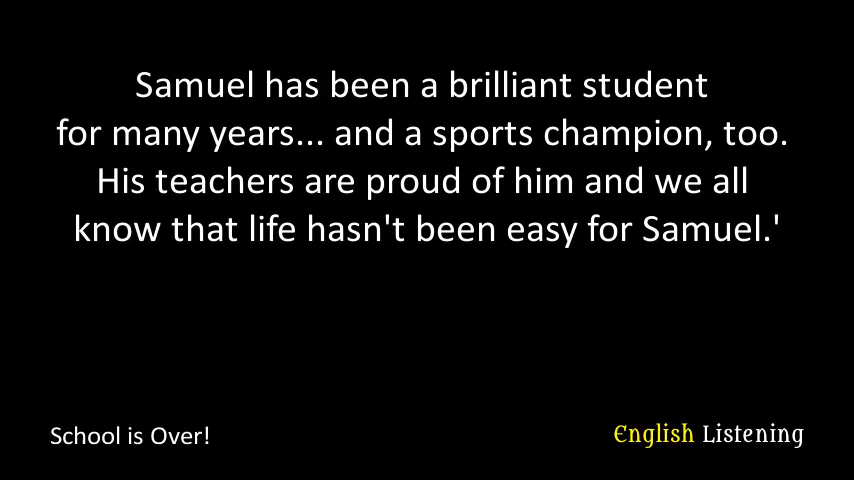 Samuel has been a brilliant student
for many years... and a sports champion, too.
His teachers are proud of him and we all
know that life hasn't been easy for Samuel.'
School is Over!
English Listening